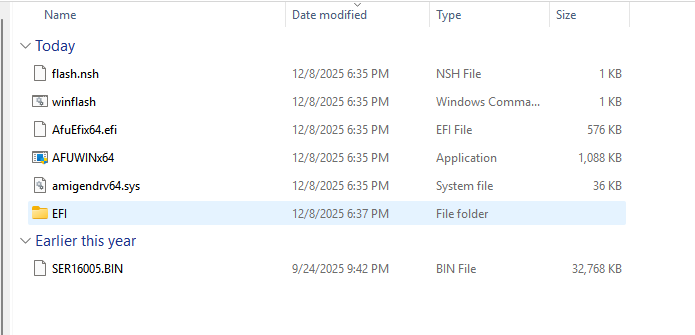 Name Date modified Type Size
Today
flash.nsh 12/8/2025 6:35 PM NSH File 1 KB
winflash 12/8/2025 6:35 PM Windows Comma... 1 KB
AfuEfix64.efi 12/8/2025 6:35 PM EFI File 576 KB
AFUWINx64 12/8/2025 6:35 PM Application 1,088 KB
amigendrv64.sys 12/8/2025 6:35 PM System file 36 KB
EFI 12/8/2025 6:37 PM File folder
Earlier this year
SER16005.BIN 9/24/2025 9:42 PM BIN File 32,768 KB